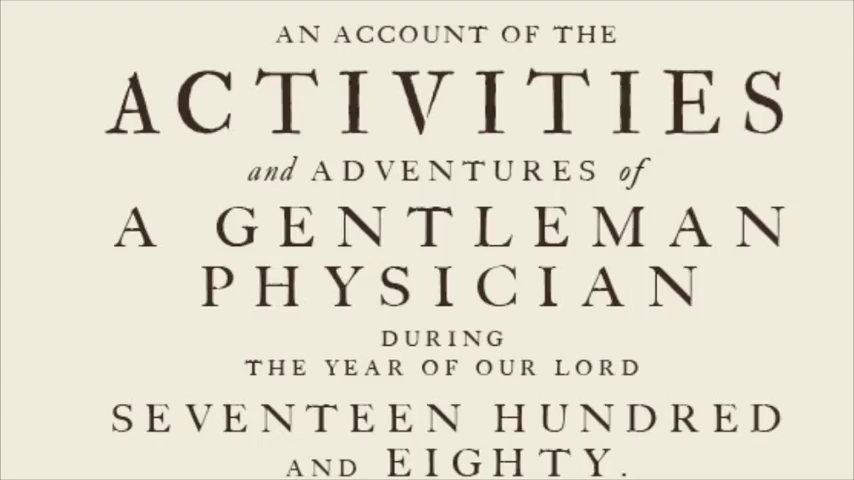 AN ACCOUNT OF THE
ACTIVITIES
and ADVENTURES of
A GENTLEMAN
PHYSICIAN
DURING
THE YEAR OF OUR LORD
SEVENTEEN HUNDRED
AND EIGHTY.